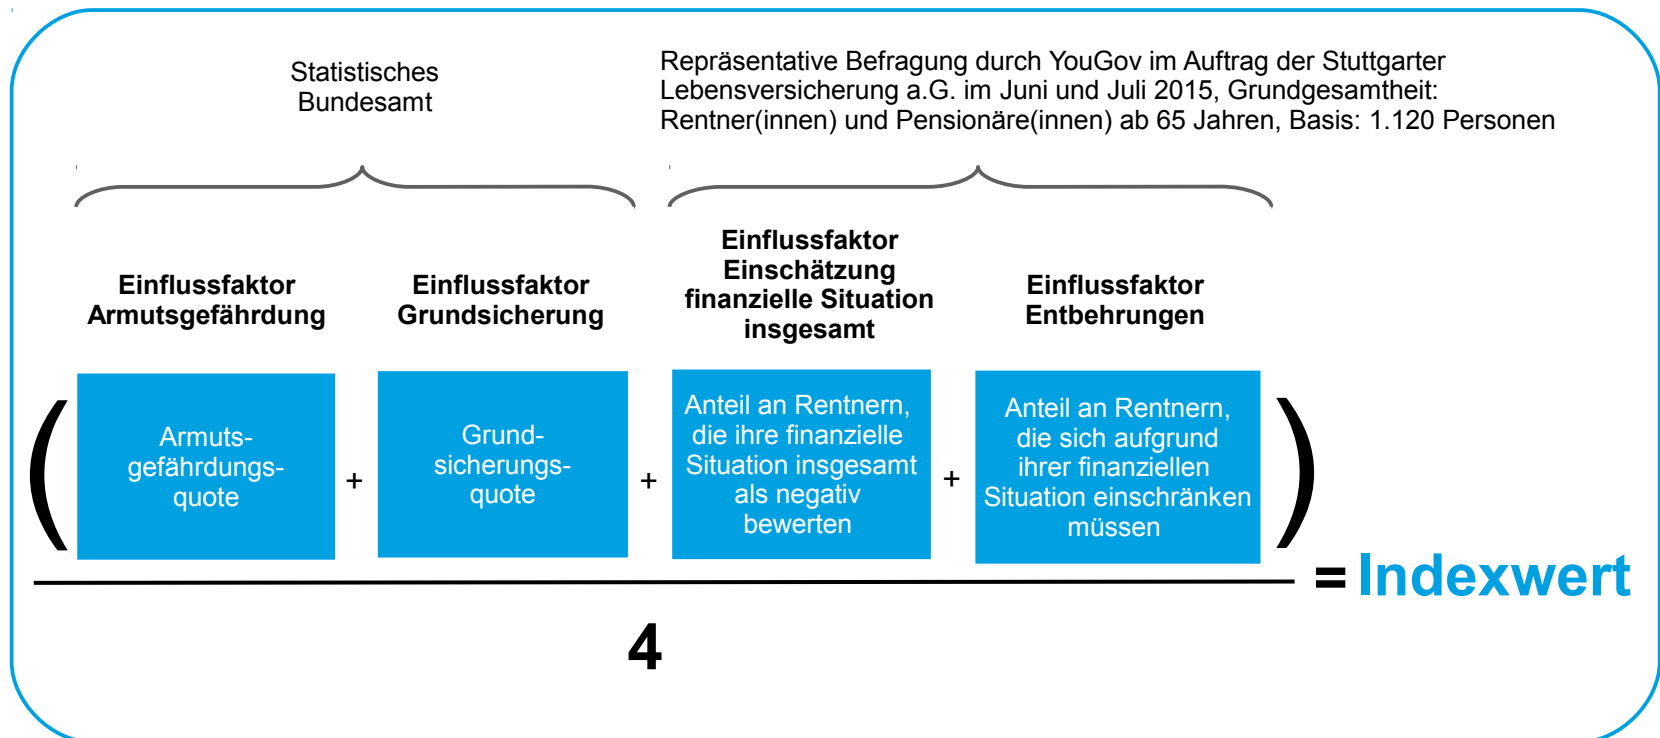 Statistisches
Bundesamt
Repräsentative Befragung durch YouGov im Auftrag der Stuttgarter
Lebensversicherung a.G. im Juni und Juli 2015, Grundgesamtheit:
Rentner(innen) und Pensionäre(innen) ab 65 Jahren, Basis: 1.120 Personen
Einflussfaktor
Armutsgefährdung
Einflussfaktor
Grundsicherung
Einflussfaktor
Einschätzung
finanzielle Situation
insgesamt
Einflussfaktor
Entbehrungen
(
Armuts-
gefährdungs-
quote
+
Grund-
sicherungs-
quote
+
Anteil an Rentnern,
die ihre finanzielle
Situation insgesamt
als negativ
bewerten
+
Anteil an Rentnern,
die sich aufgrund
ihrer finanziellen
Situation einschränken
müssen
)
= Indexwert
4